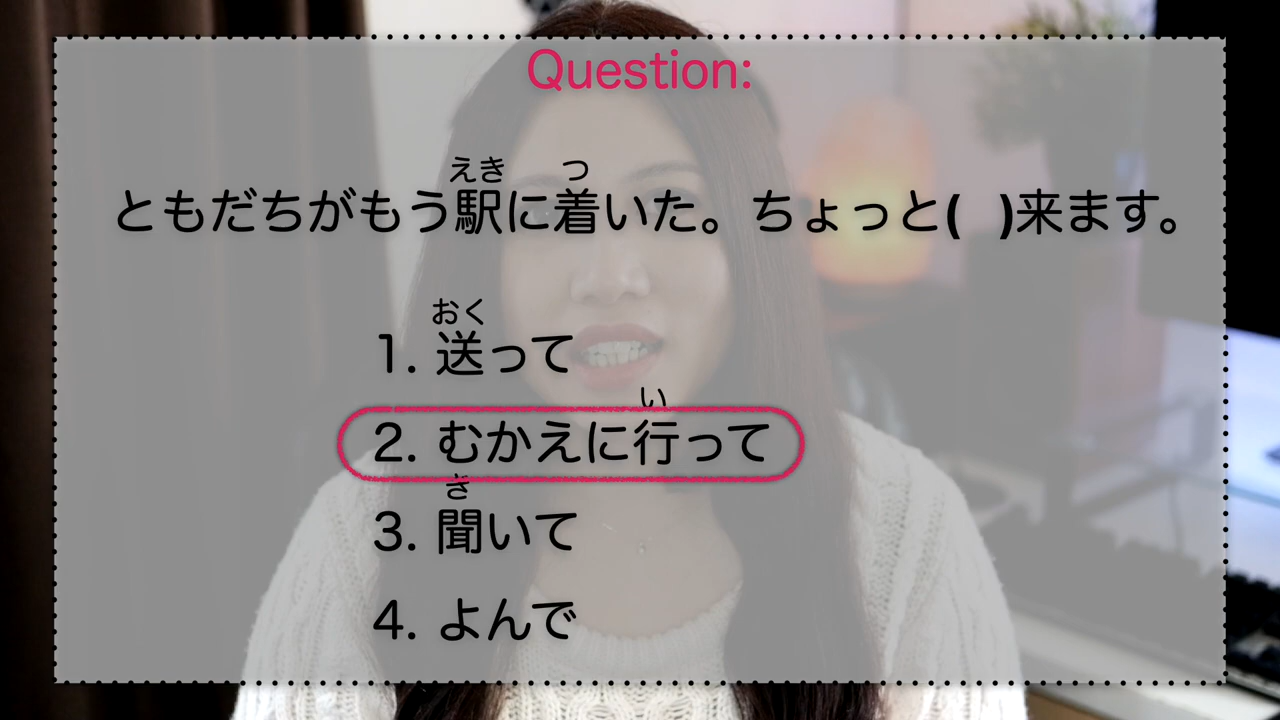 Question:
えき つ
ともだちがもう駅に着いた。ちょっと( )来ます。
おく
1. 送って
い
2. むかえに行って
き
3. 聞いて
4. よんで